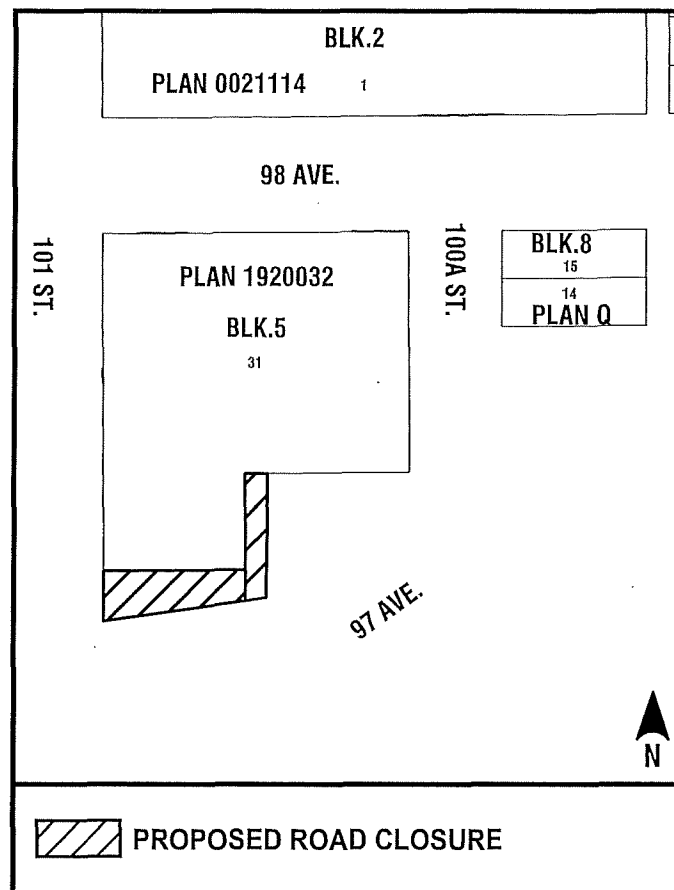 BLK.2
PLAN 0021114 1
98 AVE.
101 ST.
PLAN 1920032
BLK.5
31
100A ST.
BLK.8
15
14
PLAN Q
97 AVE.
N
PROPOSED ROAD CLOSURE